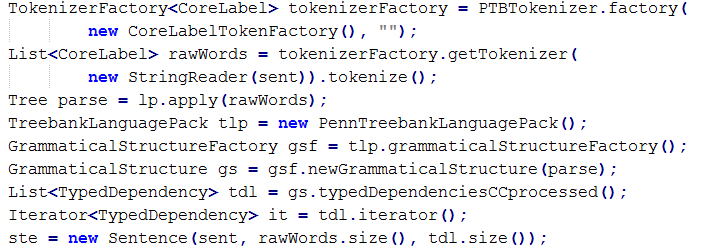 TokenizerFactory<CoreLabel> tokenizerFactory = PTBTokenizer.factory(
new CoreLabelTokenFactory(), "");
List<CoreLabel> rawWords = tokenizerFactory.getTokenizer(
new StringReader(sent)).tokenize();
Tree parse = lp.apply(rawWords);
TreebankLanguagePack tlp = new PennTreebankLanguagePack();
GrammaticalStructureFactory gsf = tlp.grammaticalStructureFactory();
GrammaticalStructure gs = gsf.newGrammaticalStructure(parse);
List<TypedDependency> tdl = gs.typedDependenciesCCprocessed();
Iterator<TypedDependency> it = tdl.iterator();
ste = new Sentence(sent, rawWords.size(), tdl.size());